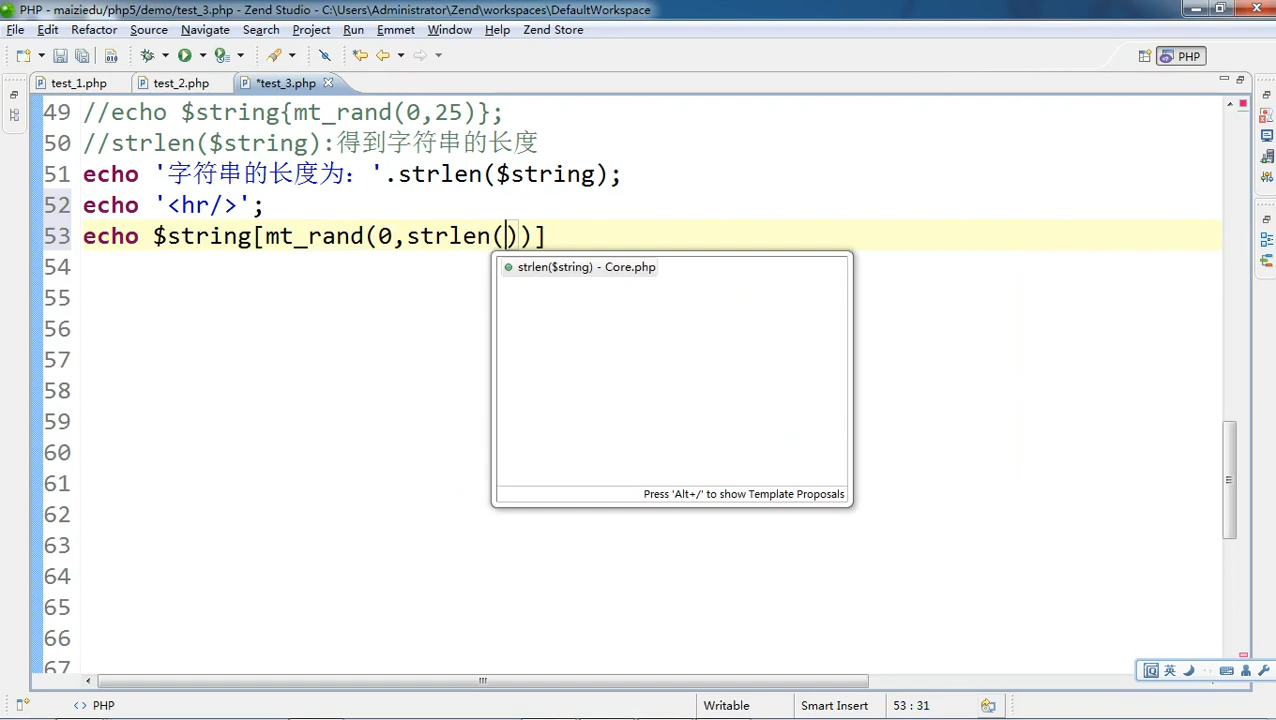 PHP - maiziedu/php5/demo/test_3.php - Zend Studio - C:\Users\Administrator\Zend\workspaces\DefaultWorkspace
File Edit Refactor Source Navigate Search Project Run Emmet Window Help Zend Store
PHP
test_1.php test_2.php *test_3.php
49 //echo $string{mt_rand(0,25)};
50 //strlen($string):得到字符串的长度
51 echo '字符串的长度为：'.strlen($string);
52 echo '<hr/>';
53 echo $string[mt_rand(0,strlen())]
54
strlen($string) - Core.php
55
56
57
58
59
60
61
Press 'Alt+/' to show Template Proposals
62
63
64
65
66
67
英
<> PHP Writable Smart Insert 53 : 31